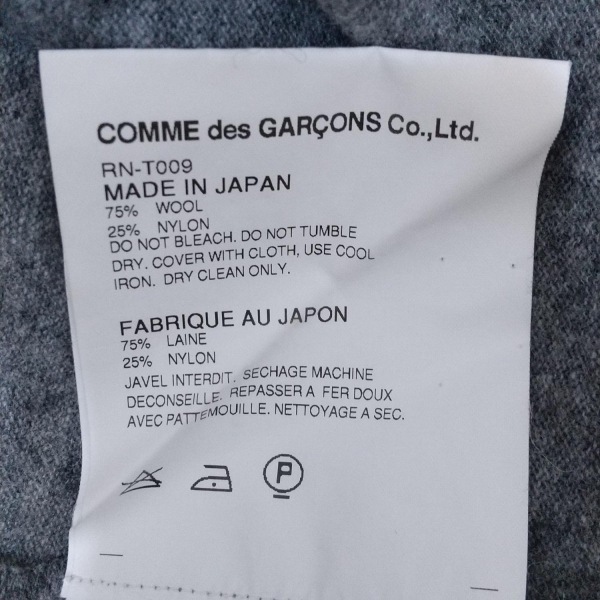 COMME des GARÇONS Co.,Ltd.
RN-T009
MADE IN JAPAN
75% WOOL
25% NYLON
DO NOT BLEACH. DO NOT TUMBLE
DRY. COVER WITH CLOTH, USE COOL
IRON. DRY CLEAN ONLY.
FABRIQUE AU JAPON
75% LAINE
25% NYLON
JAVEL INTERDIT. SECHAGE MACHINE
DECONSEILLE. REPASSER A FER DOUX
AVEC PATTEMOUILLE. NETTOYAGE A SEC.
P